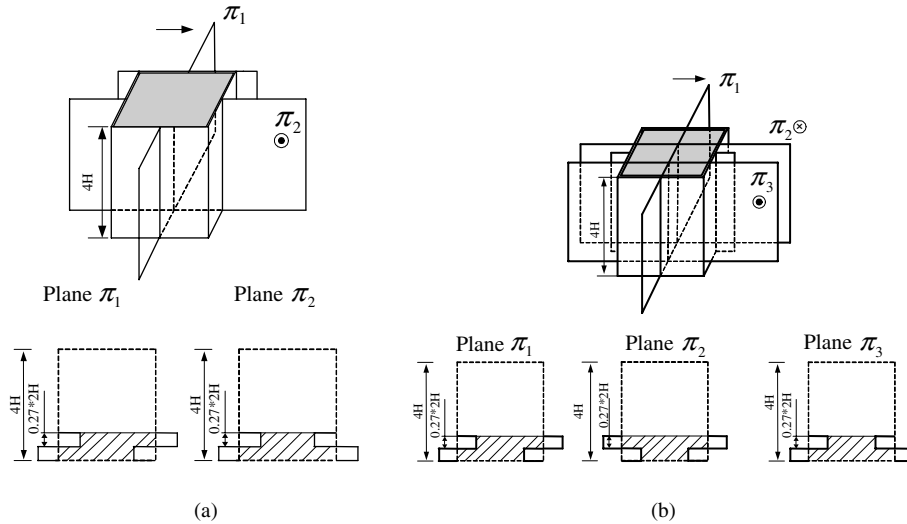 π₁
π₂
4H
π₁
π₂⊗
π₃
4H
Plane π₁
Plane π₂
Plane π₁
Plane π₂
Plane π₃
4H
0.27*2H
4H
0.27*2H
4H
0.27*2H
4H
0.27*2H
4H
0.27*2H
(a)
(b)